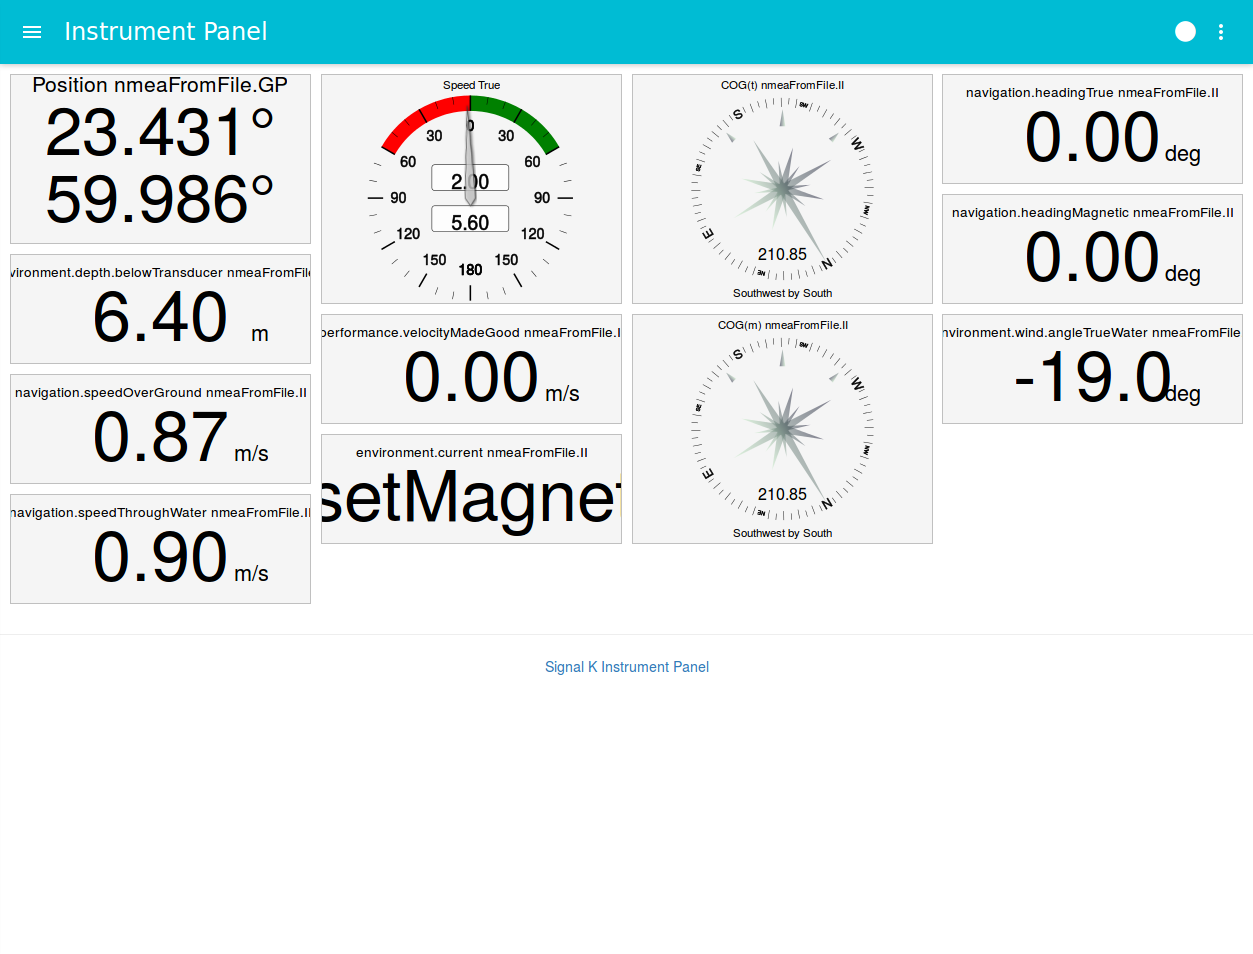 Instrument Panel
Position nmeaFromFile.GP
23.431°
59.986°
vironment.depth.belowTransducer nmeaFromFile
6.40 m
navigation.speedOverGround nmeaFromFile.II
0.87 m/s
navigation.speedThroughWater nmeaFromFile.II
0.90 m/s
Speed True
0
30 30
60 60
2.00
90 90
5.60
120 120
150 150
180
performance.velocityMadeGood nmeaFromFile.I
0.00 m/s
environment.current nmeaFromFile.II
setMagnet
COG(t) nmeaFromFile.II
S SW
W
SE
NW
E
210.85
N
NE
Southwest by South
COG(m) nmeaFromFile.II
S SW
W
SE
NW
E
210.85
N
NE
Southwest by South
navigation.headingTrue nmeaFromFile.II
0.00 deg
navigation.headingMagnetic nmeaFromFile.II
0.00 deg
nvironment.wind.angleTrueWater nmeaFromFile
-19.0 deg
Signal K Instrument Panel